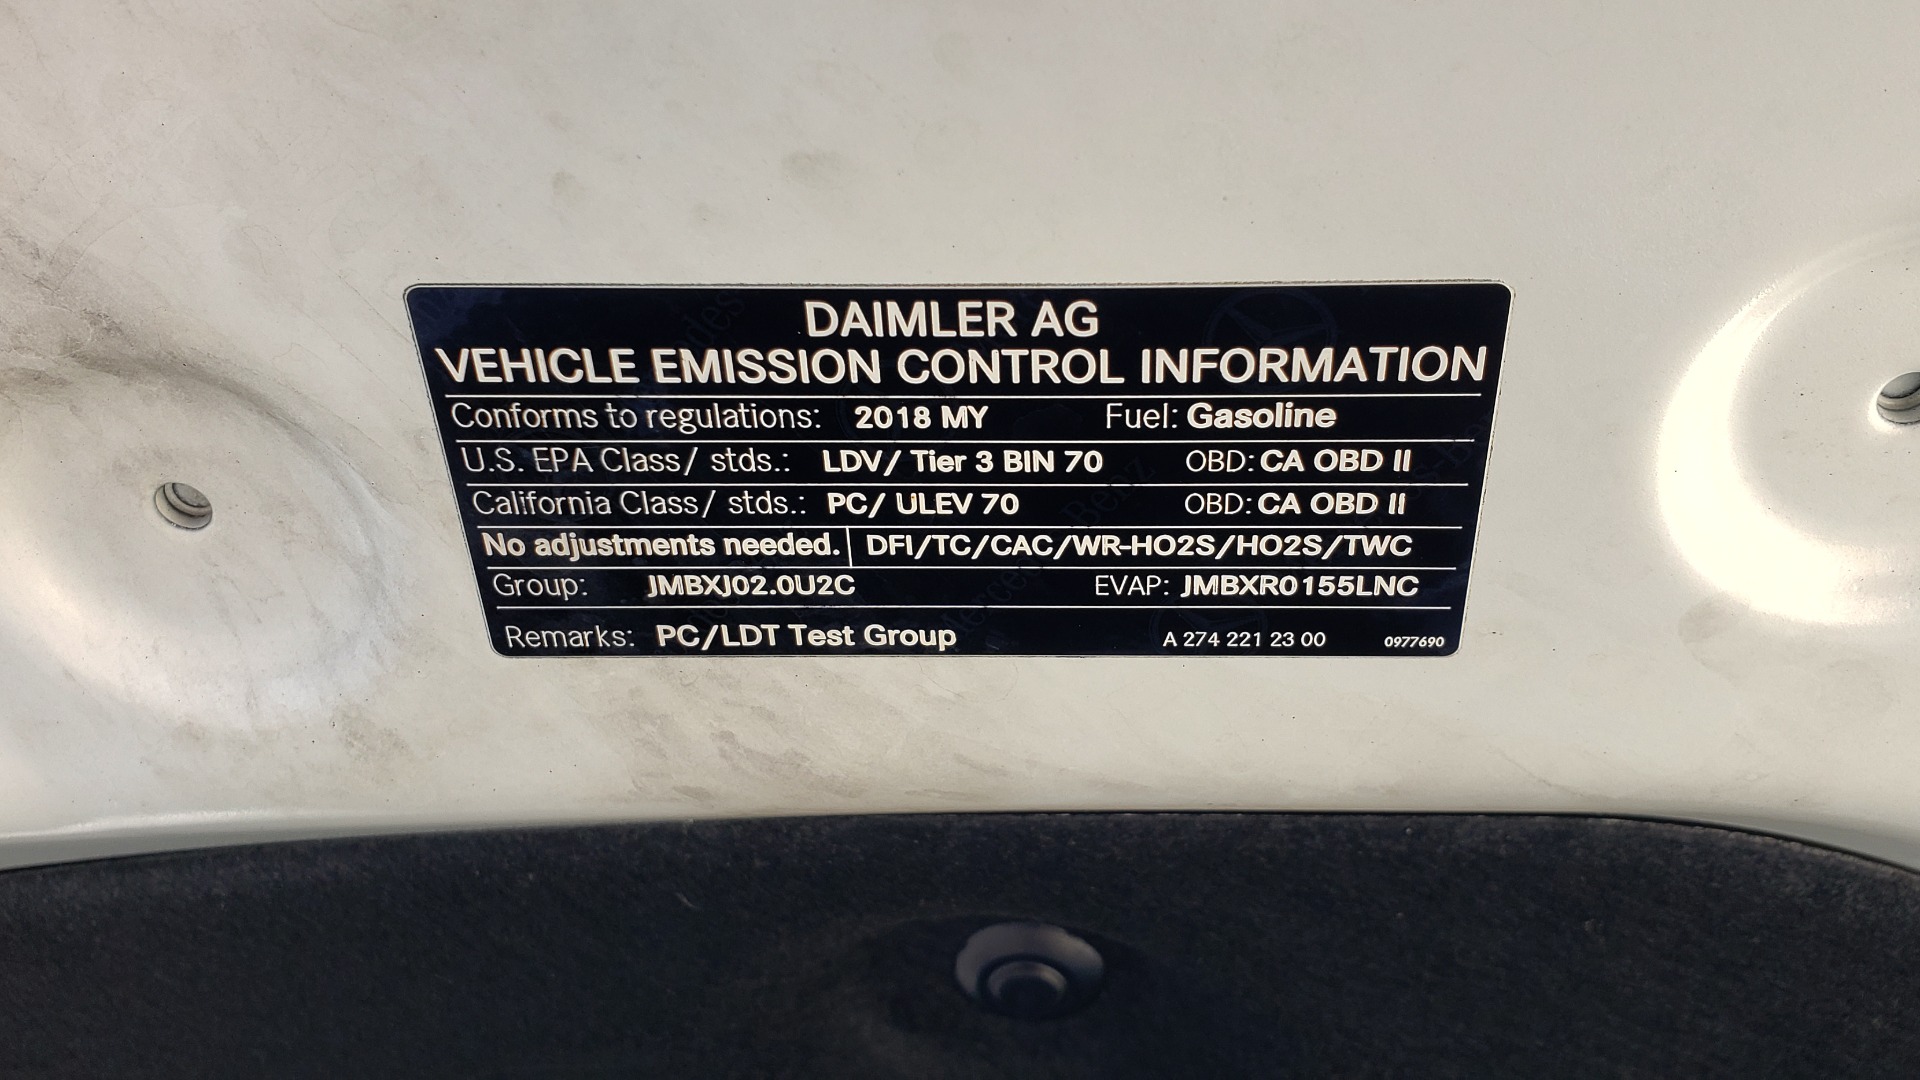 DAIMLER AG
VEHICLE EMISSION CONTROL INFORMATION
Conforms to regulations: 2018 MY Fuel: Gasoline
U.S. EPA Class/ stds.: LDV/ Tier 3 BIN 70 OBD: CA OBD II
California Class/ stds.: PC/ ULEV 70 OBD: CA OBD II
No adjustments needed. DFI/TC/CAC/WR-HO2S/HO2S/TWC
Group: JMBXJ02.0U2C EVAP: JMBXR0155LNC
Remarks: PC/LDT Test Group A 274 221 23 00 0977690